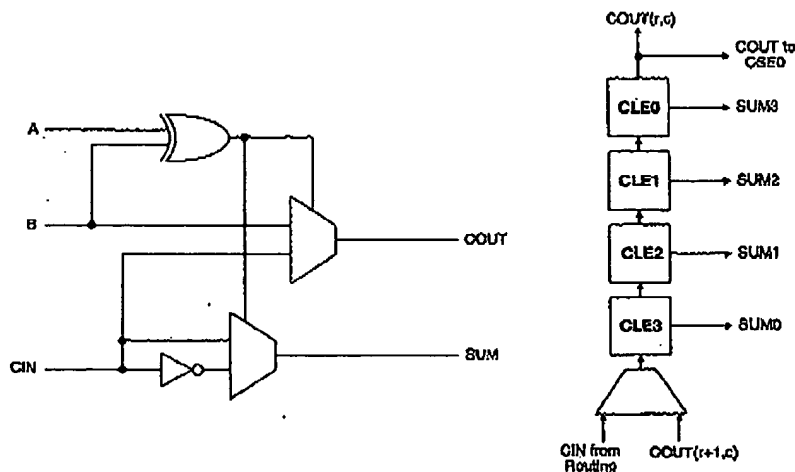 A
B
CIN
COUT
SUM
COUT(r,c)
COUT to
CSE0
CLE0
SUM3
CLE1
SUM2
CLE2
SUM1
CLE3
SUM0
CIN from
Routing
COUT(r+1,c)